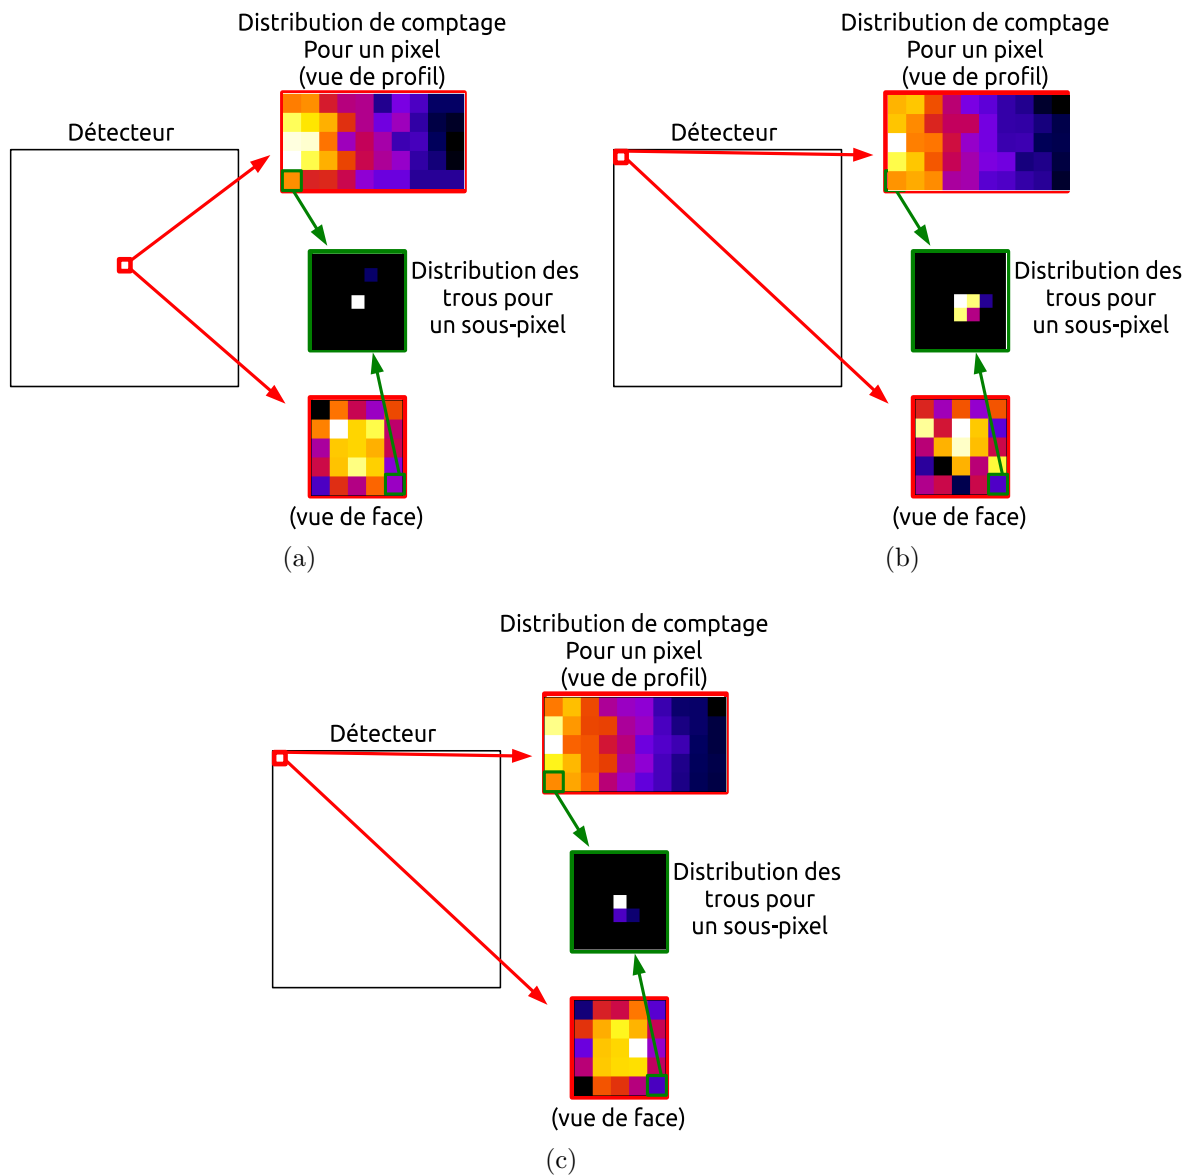 Distribution de comptage
Pour un pixel
(vue de profil)
Détecteur
Distribution des
trous pour
un sous-pixel
(vue de face)
(a)
Distribution de comptage
Pour un pixel
(vue de profil)
Détecteur
Distribution des
trous pour
un sous-pixel
(vue de face)
(b)
Distribution de comptage
Pour un pixel
(vue de profil)
Détecteur
Distribution des
trous pour
un sous-pixel
(vue de face)
(c)